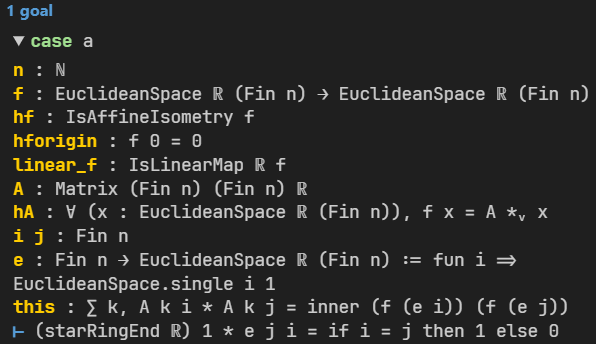 1 goal
▼ case a
n : ℕ
f : EuclideanSpace ℝ (Fin n) → EuclideanSpace ℝ (Fin n)
hf : IsAffineIsometry f
hforigin : f 0 = 0
linear_f : IsLinearMap ℝ f
A : Matrix (Fin n) (Fin n) ℝ
hA : ∀ (x : EuclideanSpace ℝ (Fin n)), f x = A *ᵥ x
i j : Fin n
e : Fin n → EuclideanSpace ℝ (Fin n) := fun i ⇒
EuclideanSpace.single i 1
this : ∑ k, A k i * A k j = inner (f (e i)) (f (e j))
⊢ (starRingEnd ℝ) 1 * e j i = if i = j then 1 else 0